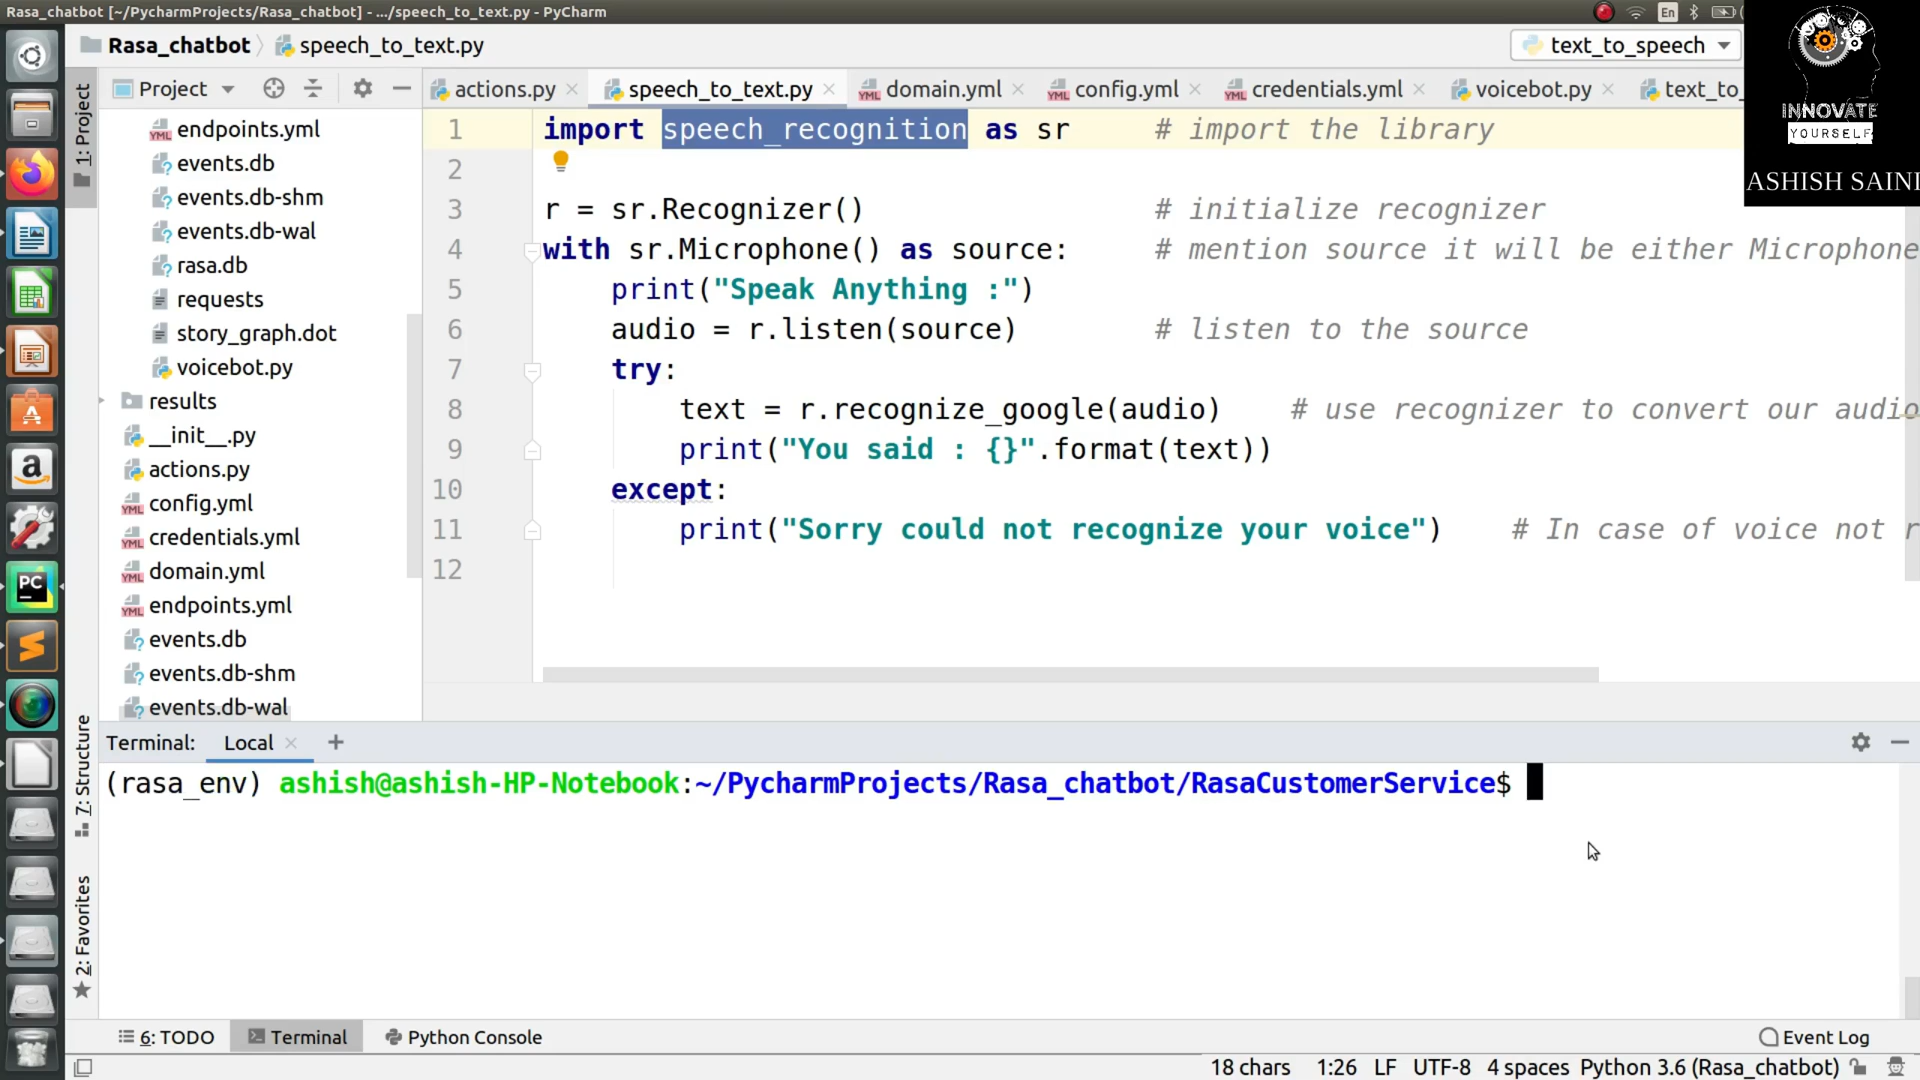 Rasa_chatbot [~/PycharmProjects/Rasa_chatbot] - .../speech_to_text.py - PyCharm
En
Rasa_chatbot
speech_to_text.py
text_to_speech
INNOVATE
YOURSELF
ASHISH SAINI
Project
actions.py
speech_to_text.py
domain.yml
config.yml
credentials.yml
voicebot.py
text_to_
1: Project
7: Structure
2: Favorites
endpoints.yml
events.db
events.db-shm
events.db-wal
rasa.db
requests
story_graph.dot
voicebot.py
results
__init__.py
actions.py
config.yml
credentials.yml
domain.yml
endpoints.yml
events.db
events.db-shm
events.db-wal
1 import speech_recognition as sr # import the library
2
3 r = sr.Recognizer() # initialize recognizer
4 with sr.Microphone() as source: # mention source it will be either Microphone
5 print("Speak Anything :")
6 audio = r.listen(source) # listen to the source
7 try:
8 text = r.recognize_google(audio) # use recognizer to convert our audio
9 print("You said : {}".format(text))
10 except:
11 print("Sorry could not recognize your voice") # In case of voice not r
12
Terminal: Local +
(rasa_env) ashish@ashish-HP-Notebook:~/PycharmProjects/Rasa_chatbot/RasaCustomerService$
6: TODO
Terminal
Python Console
Event Log
18 chars 1:26 LF UTF-8 4 spaces Python 3.6 (Rasa_chatbot)